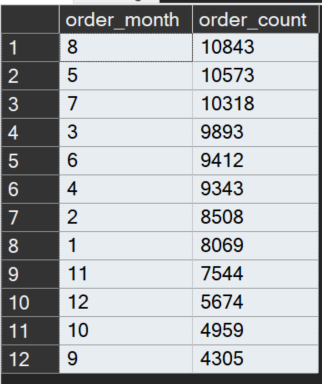 order_month order_count
1 8 10843
2 5 10573
3 7 10318
4 3 9893
5 6 9412
6 4 9343
7 2 8508
8 1 8069
9 11 7544
10 12 5674
11 10 4959
12 9 4305